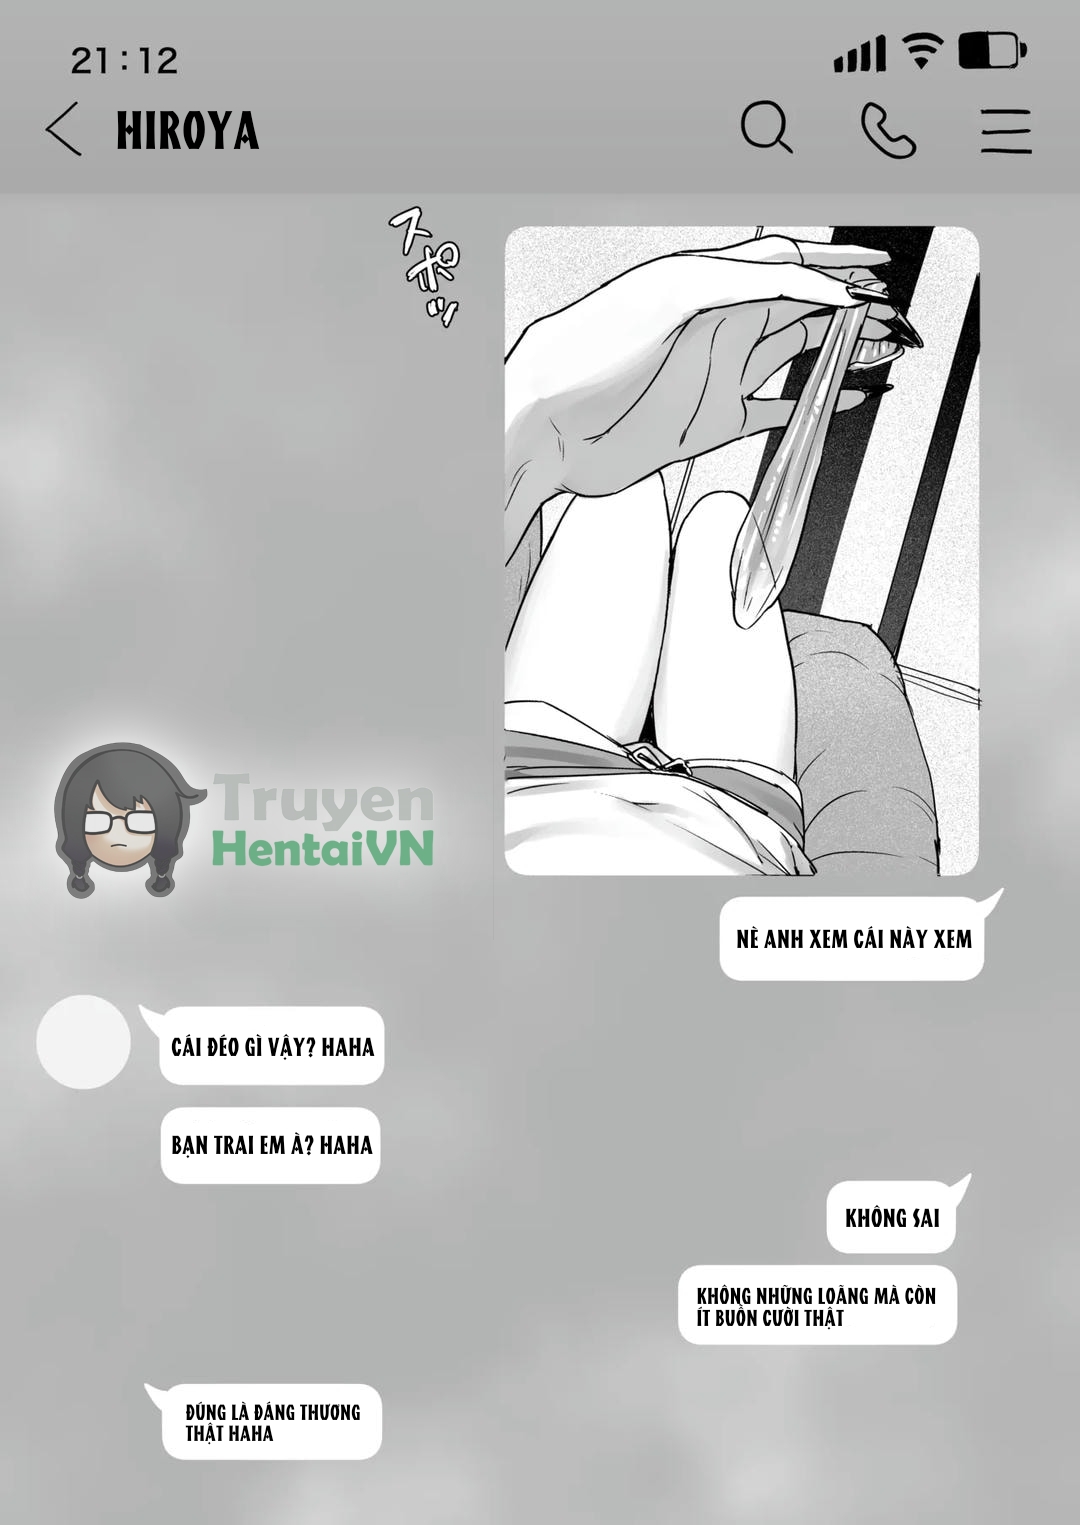 21:12
HIROYA
スポッ
Truyen
HentaiVN
NÈ ANH XEM CÁI NÀY XEM
CÁI ĐÉO GÌ VẬY? HAHA
BẠN TRAI EM À? HAHA
KHÔNG SAI
KHÔNG NHỮNG LOÃNG MÀ CÒN
ÍT BUỒN CƯỜI THẬT
ĐÚNG LÀ ĐÁNG THƯƠNG
THẬT HAHA